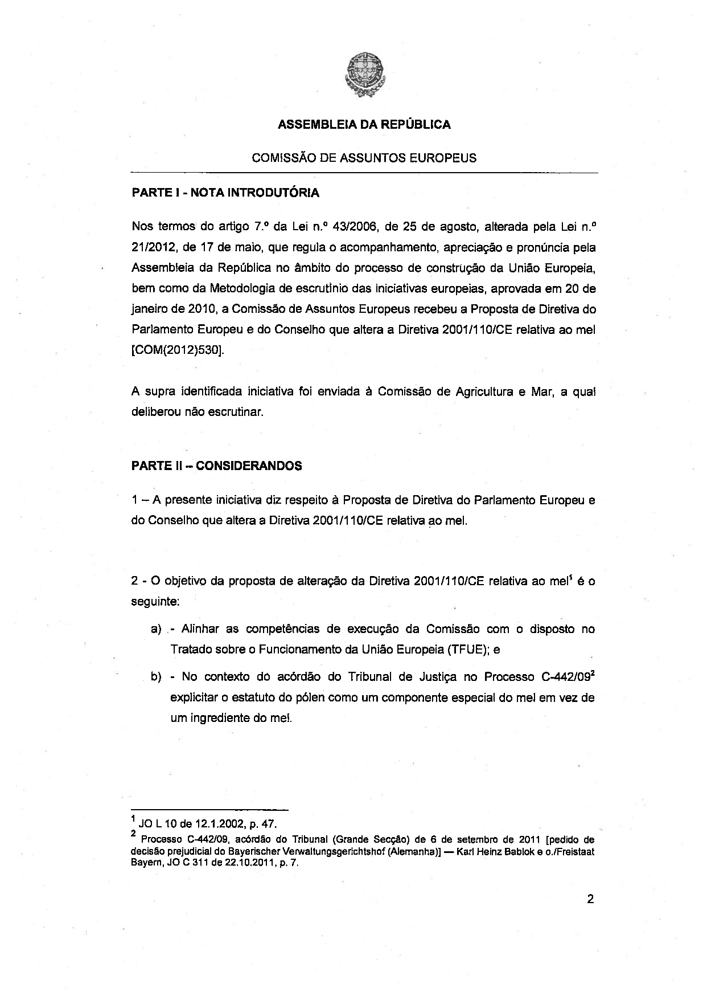 ASSEMBLEIA DA REPÚBLICA
COMISSÃO DE ASSUNTOS EUROPEUS
PARTE I - NOTA INTRODUTÓRIA
Nos termos do artigo 7.º da Lei n.º 43/2006, de 25 de agosto, alterada pela Lei n.º
21/2012, de 17 de maio, que regula o acompanhamento, apreciação e pronúncia pela
Assembleia da República no âmbito do processo de construção da União Europeia,
bem como da Metodologia de escrutínio das iniciativas europeias, aprovada em 20 de
janeiro de 2010, a Comissão de Assuntos Europeus recebeu a Proposta de Diretiva do
Parlamento Europeu e do Conselho que altera a Diretiva 2001/110/CE relativa ao mel
[COM(2012)530].
A supra identificada iniciativa foi enviada à Comissão de Agricultura e Mar, a qual
deliberou não escrutinar.
PARTE II – CONSIDERANDOS
1 – A presente iniciativa diz respeito à Proposta de Diretiva do Parlamento Europeu e
do Conselho que altera a Diretiva 2001/110/CE relativa ao mel.
2 - O objetivo da proposta de alteração da Diretiva 2001/110/CE relativa ao mel¹ é o
seguinte:
a) - Alinhar as competências de execução da Comissão com o disposto no
Tratado sobre o Funcionamento da União Europeia (TFUE); e
b) - No contexto do acórdão do Tribunal de Justiça no Processo C-442/09²
explicitar o estatuto do pólen como um componente especial do mel em vez de
um ingrediente do mel.
¹ JO L 10 de 12.1.2002, p. 47.
² Processo C-442/09, acórdão do Tribunal (Grande Secção) de 6 de setembro de 2011 [pedido de
decisão prejudicial do Bayerischer Verwaltungsgerichtshof (Alemanha)] — Karl Heinz Bablok e o./Freistaat
Bayern, JO C 311 de 22.10.2011, p. 7.
2